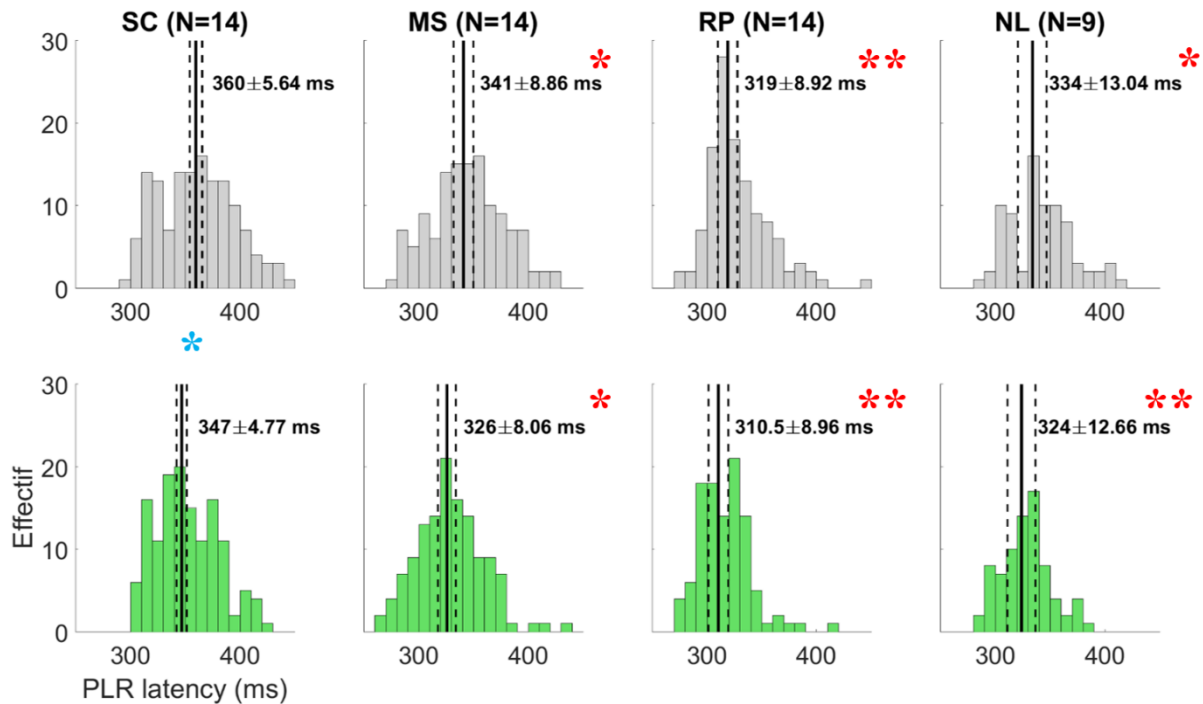 SC (N=14) MS (N=14) RP (N=14) NL (N=9)
30
360±5.64 ms 341±8.86 ms * 319±8.92 ms ** 334±13.04 ms *
20
10
0
300 400 300 400 300 400 300 400
*
30
347±4.77 ms 326±8.06 ms * 310.5±8.96 ms ** 324±12.66 ms **
20
10
0
Effectif
300 400 300 400 300 400 300 400
PLR latency (ms)